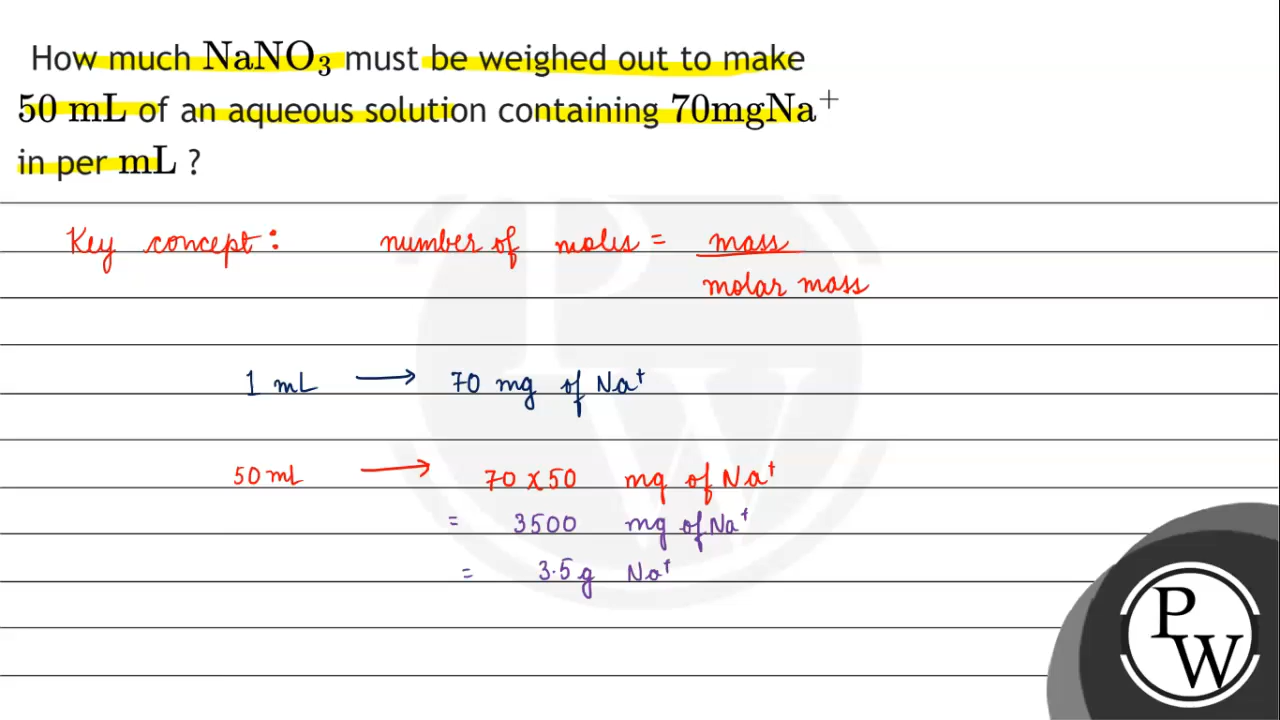 How much NaNO₃ must be weighed out to make
50 mL of an aqueous solution containing 70mgNa⁺
in per mL ?
Key concept : number of moles = mass
molar mass
1 mL ⟶ 70 mg of Na⁺
50 mL ⟶ 70 x 50 mg of Na⁺
= 3500 mg of Na⁺
= 3.5 g Na⁺
P
W
P
W